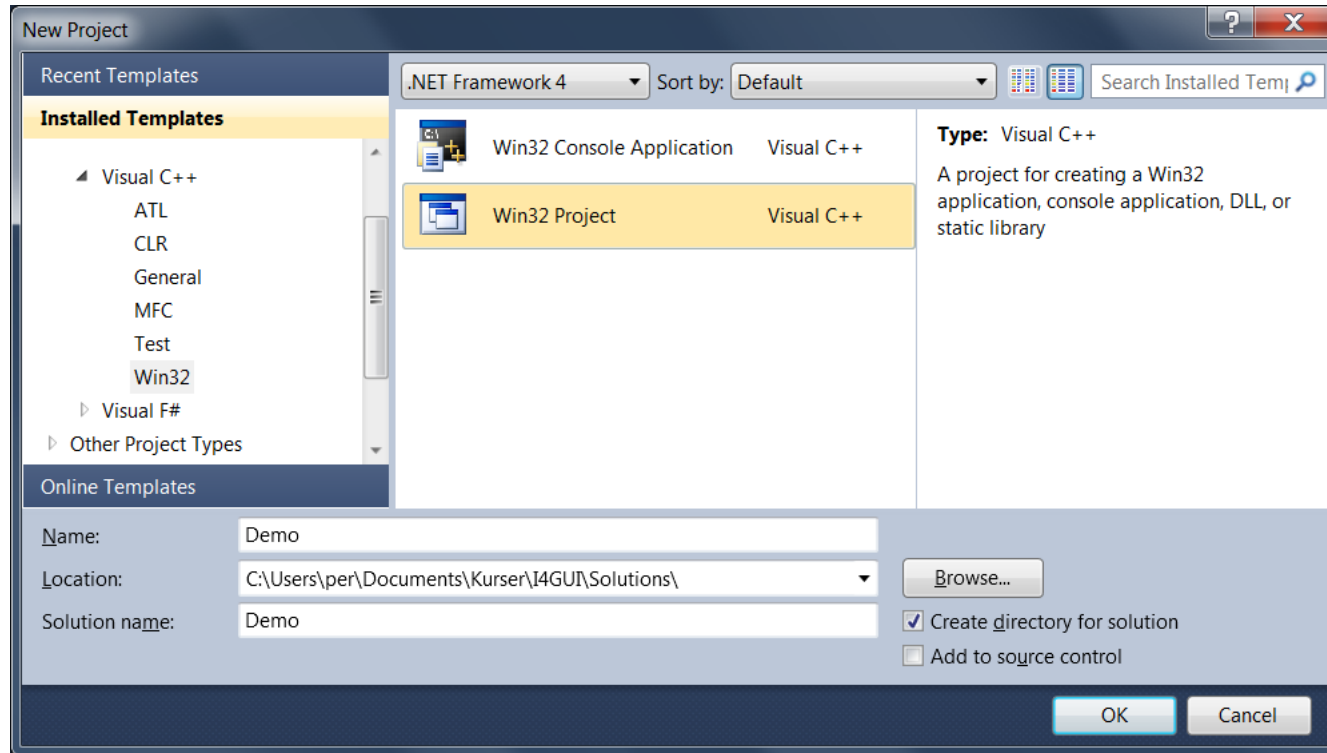 New Project
Recent Templates
Installed Templates
Visual C++
ATL
CLR
General
MFC
Test
Win32
Visual F#
Other Project Types
Online Templates
.NET Framework 4 Sort by: Default Search Installed Tem
C:\
Win32 Console Application Visual C++
Win32 Project Visual C++
Type: Visual C++
A project for creating a Win32
application, console application, DLL, or
static library
Name: Demo
Location: C:\Users\per\Documents\Kurser\I4GUI\Solutions\ Browse...
Solution name: Demo
Create directory for solution
Add to source control
OK Cancel